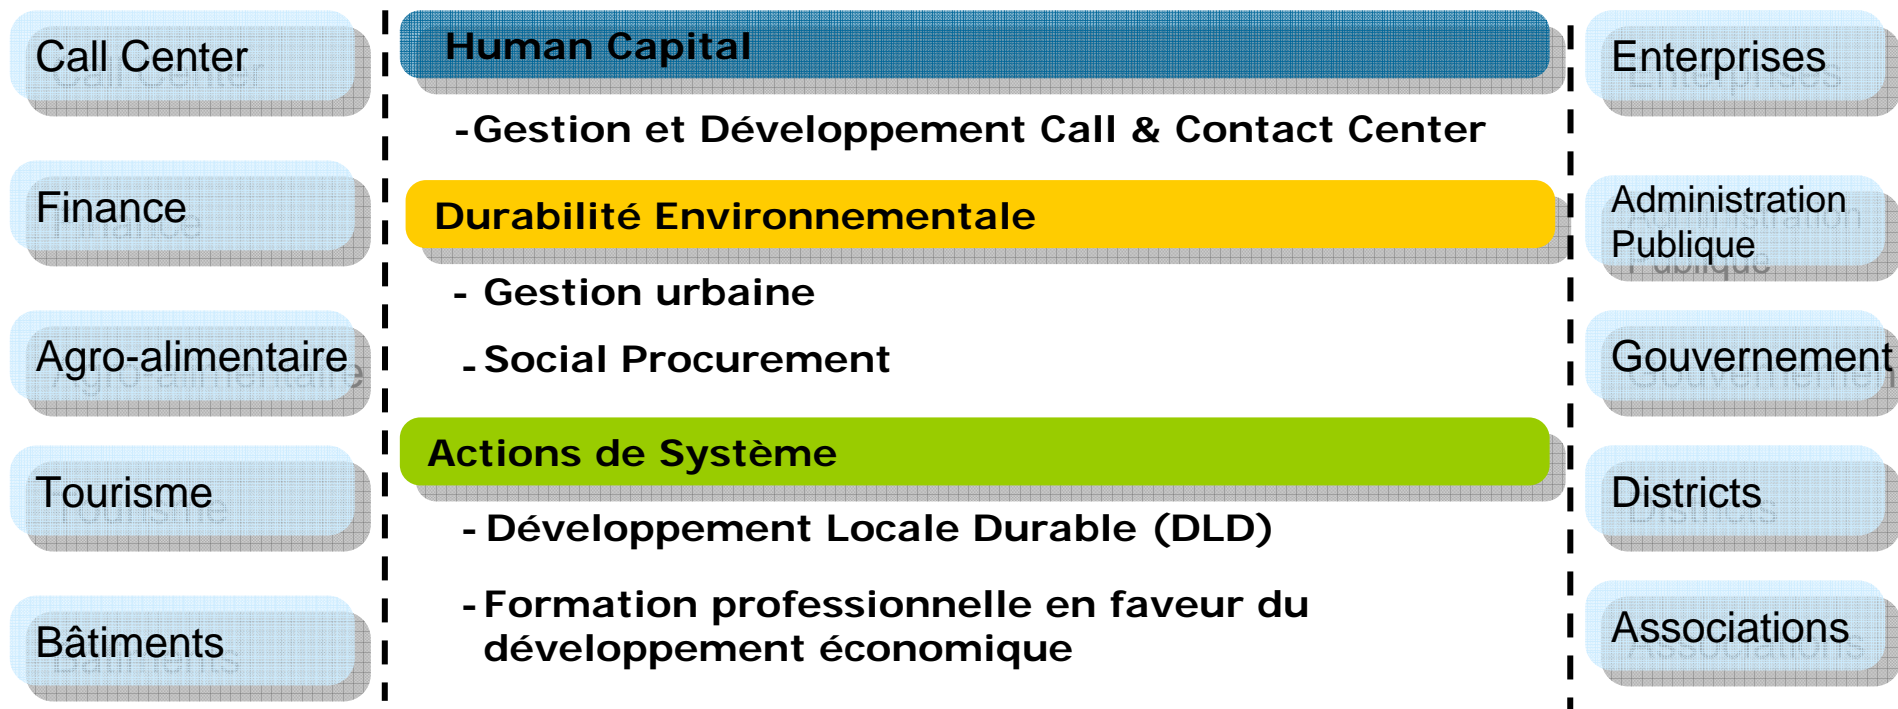 Call Center
Finance
Agro-alimentaire
Tourisme
Bâtiments
Human Capital
-Gestion et Développement Call & Contact Center
Durabilité Environnementale
- Gestion urbaine
- Social Procurement
Actions de Système
- Développement Locale Durable (DLD)
- Formation professionnelle en faveur du
développement économique
Enterprises
Administration
Publique
Gouvernement
Districts
Associations